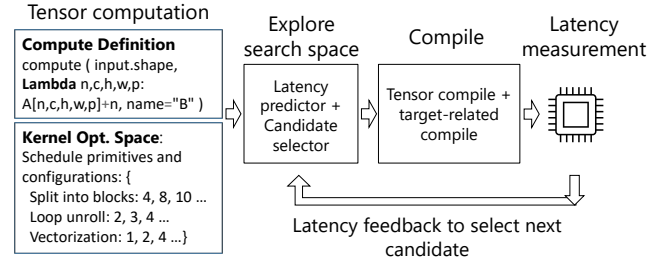 Tensor computation
Compute Definition
compute ( input.shape,
Lambda n,c,h,w,p:
A[n,c,h,w,p]+n, name="B" )
Kernel Opt. Space:
Schedule primitives and
configurations: {
Split into blocks: 4, 8, 10 ...
Loop unroll: 2, 3, 4 ...
Vectorization: 1, 2, 4 ...}
Explore
search space
Latency
predictor +
Candidate
selector
Compile
Tensor compile +
target-related
compile
Latency
measurement
Latency feedback to select next
candidate